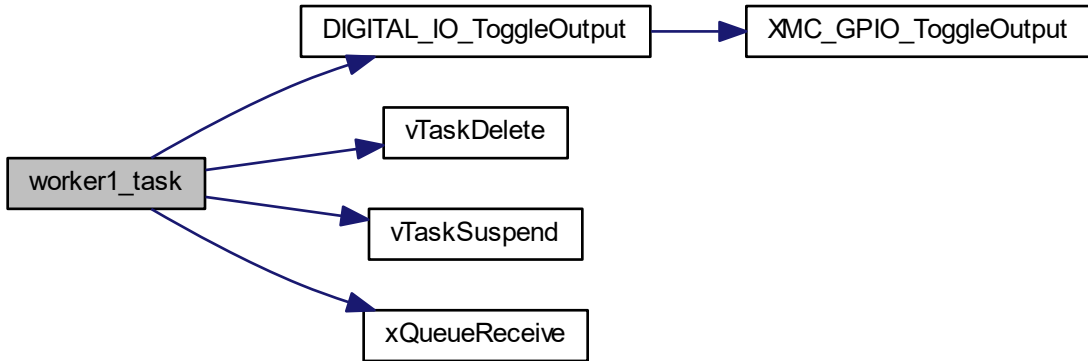 DIGITAL_IO_ToggleOutput
XMC_GPIO_ToggleOutput
vTaskDelete
worker1_task
vTaskSuspend
xQueueReceive